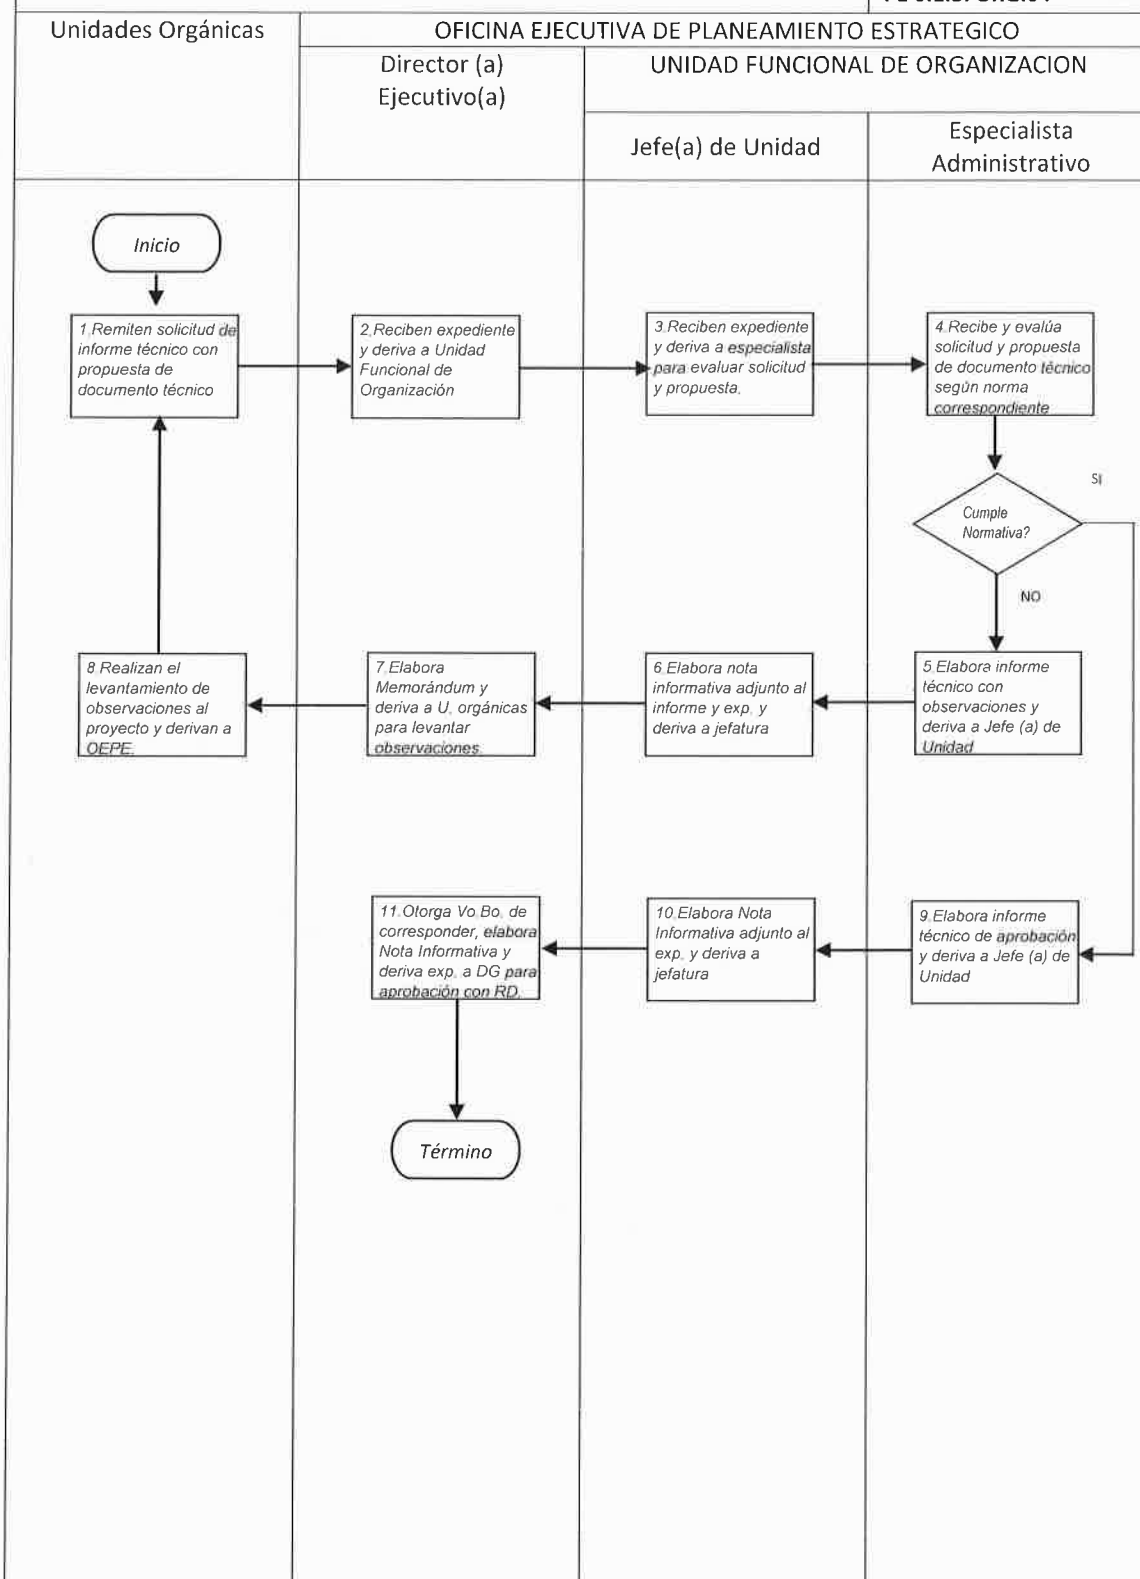 Unidades Orgánicas
OFICINA EJECUTIVA DE PLANEAMIENTO ESTRATEGICO
Director (a)
Ejecutivo(a)
UNIDAD FUNCIONAL DE ORGANIZACION
Jefe(a) de Unidad
Especialista
Administrativo
Inicio
1.Remiten solicitud de
informe técnico con
propuesta de
documento técnico
2.Reciben expediente
y deriva a Unidad
Funcional de
Organización
3.Reciben expediente
y deriva a especialista
para evaluar solicitud
y propuesta.
4.Recibe y evalúa
solicitud y propuesta
de documento técnico
según norma
correspondiente
Cumple
Normativa?
SI
NO
8.Realizan el
levantamiento de
observaciones al
proyecto y derivan a
OEPE.
7.Elabora
Memorándum y
deriva a U. orgánicas
para levantar
observaciones.
6.Elabora nota
informativa adjunto al
informe y exp. y
deriva a jefatura
5.Elabora informe
técnico con
observaciones y
deriva a Jefe (a) de
Unidad
11.Otorga Vo.Bo. de
corresponder, elabora
Nota Informativa y
deriva exp. a DG para
aprobación con RD.
10.Elabora Nota
Informativa adjunto al
exp. y deriva a
jefatura
9.Elabora informe
técnico de aprobación
y deriva a Jefe (a) de
Unidad
Término